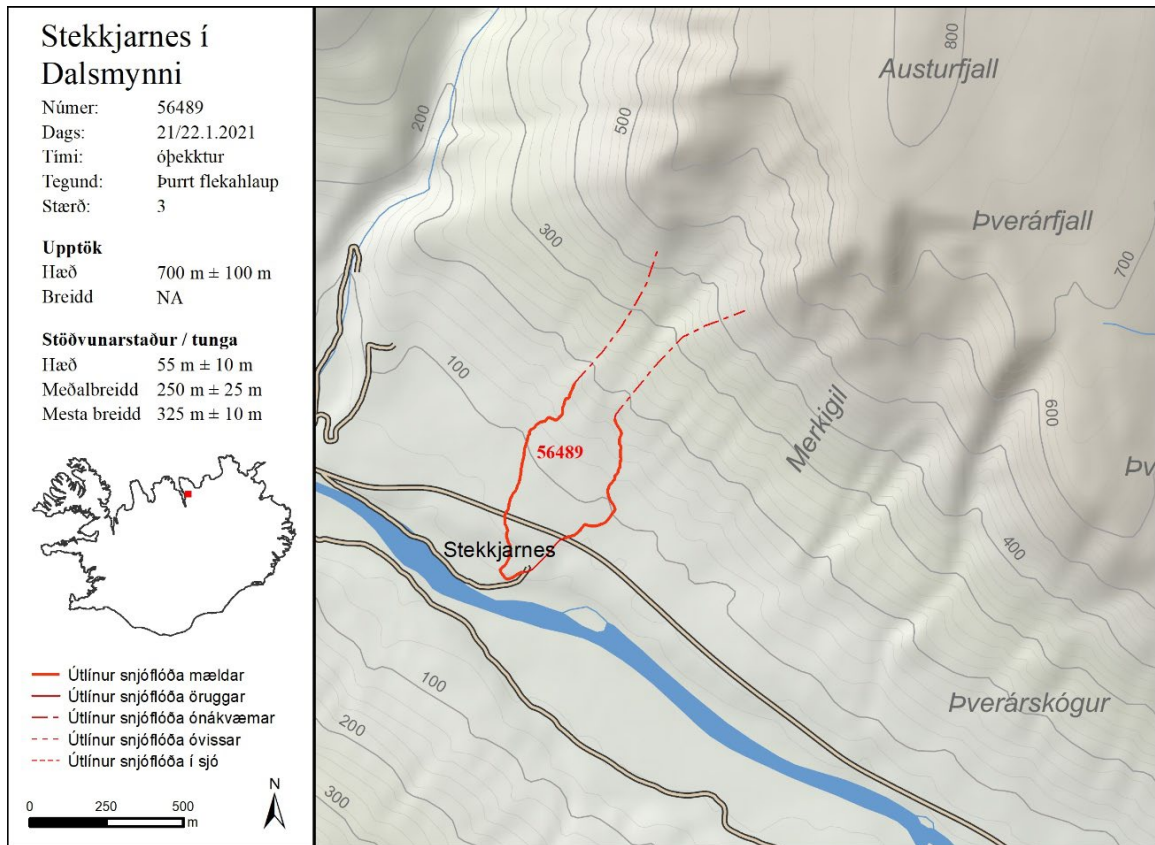 Stekkjarnes í
Dalsmynni
Númer: 56489
Dags: 21/22.1.2021
Tími: óþekktur
Tegund: Þurrt flekahlaup
Stærð: 3
Upptök
Hæð 700 m ± 100 m
Breidd NA
Stöðvunarstaður / tunga
Hæð 55 m ± 10 m
Meðalbreidd 250 m ± 25 m
Mesta breidd 325 m ± 10 m
Útlínur snjóflóða mældar
Útlínur snjóflóða öruggar
Útlínur snjóflóða ónákvæmar
Útlínur snjóflóða óvissar
Útlínur snjóflóða í sjó
N
0 250 500
m
800
Austurfjall
200
500
Þverárfjall
300
700
100
600
Merkigil
56489
Þv
400
Stekkjarnes
100
Þverárskógur
200
300